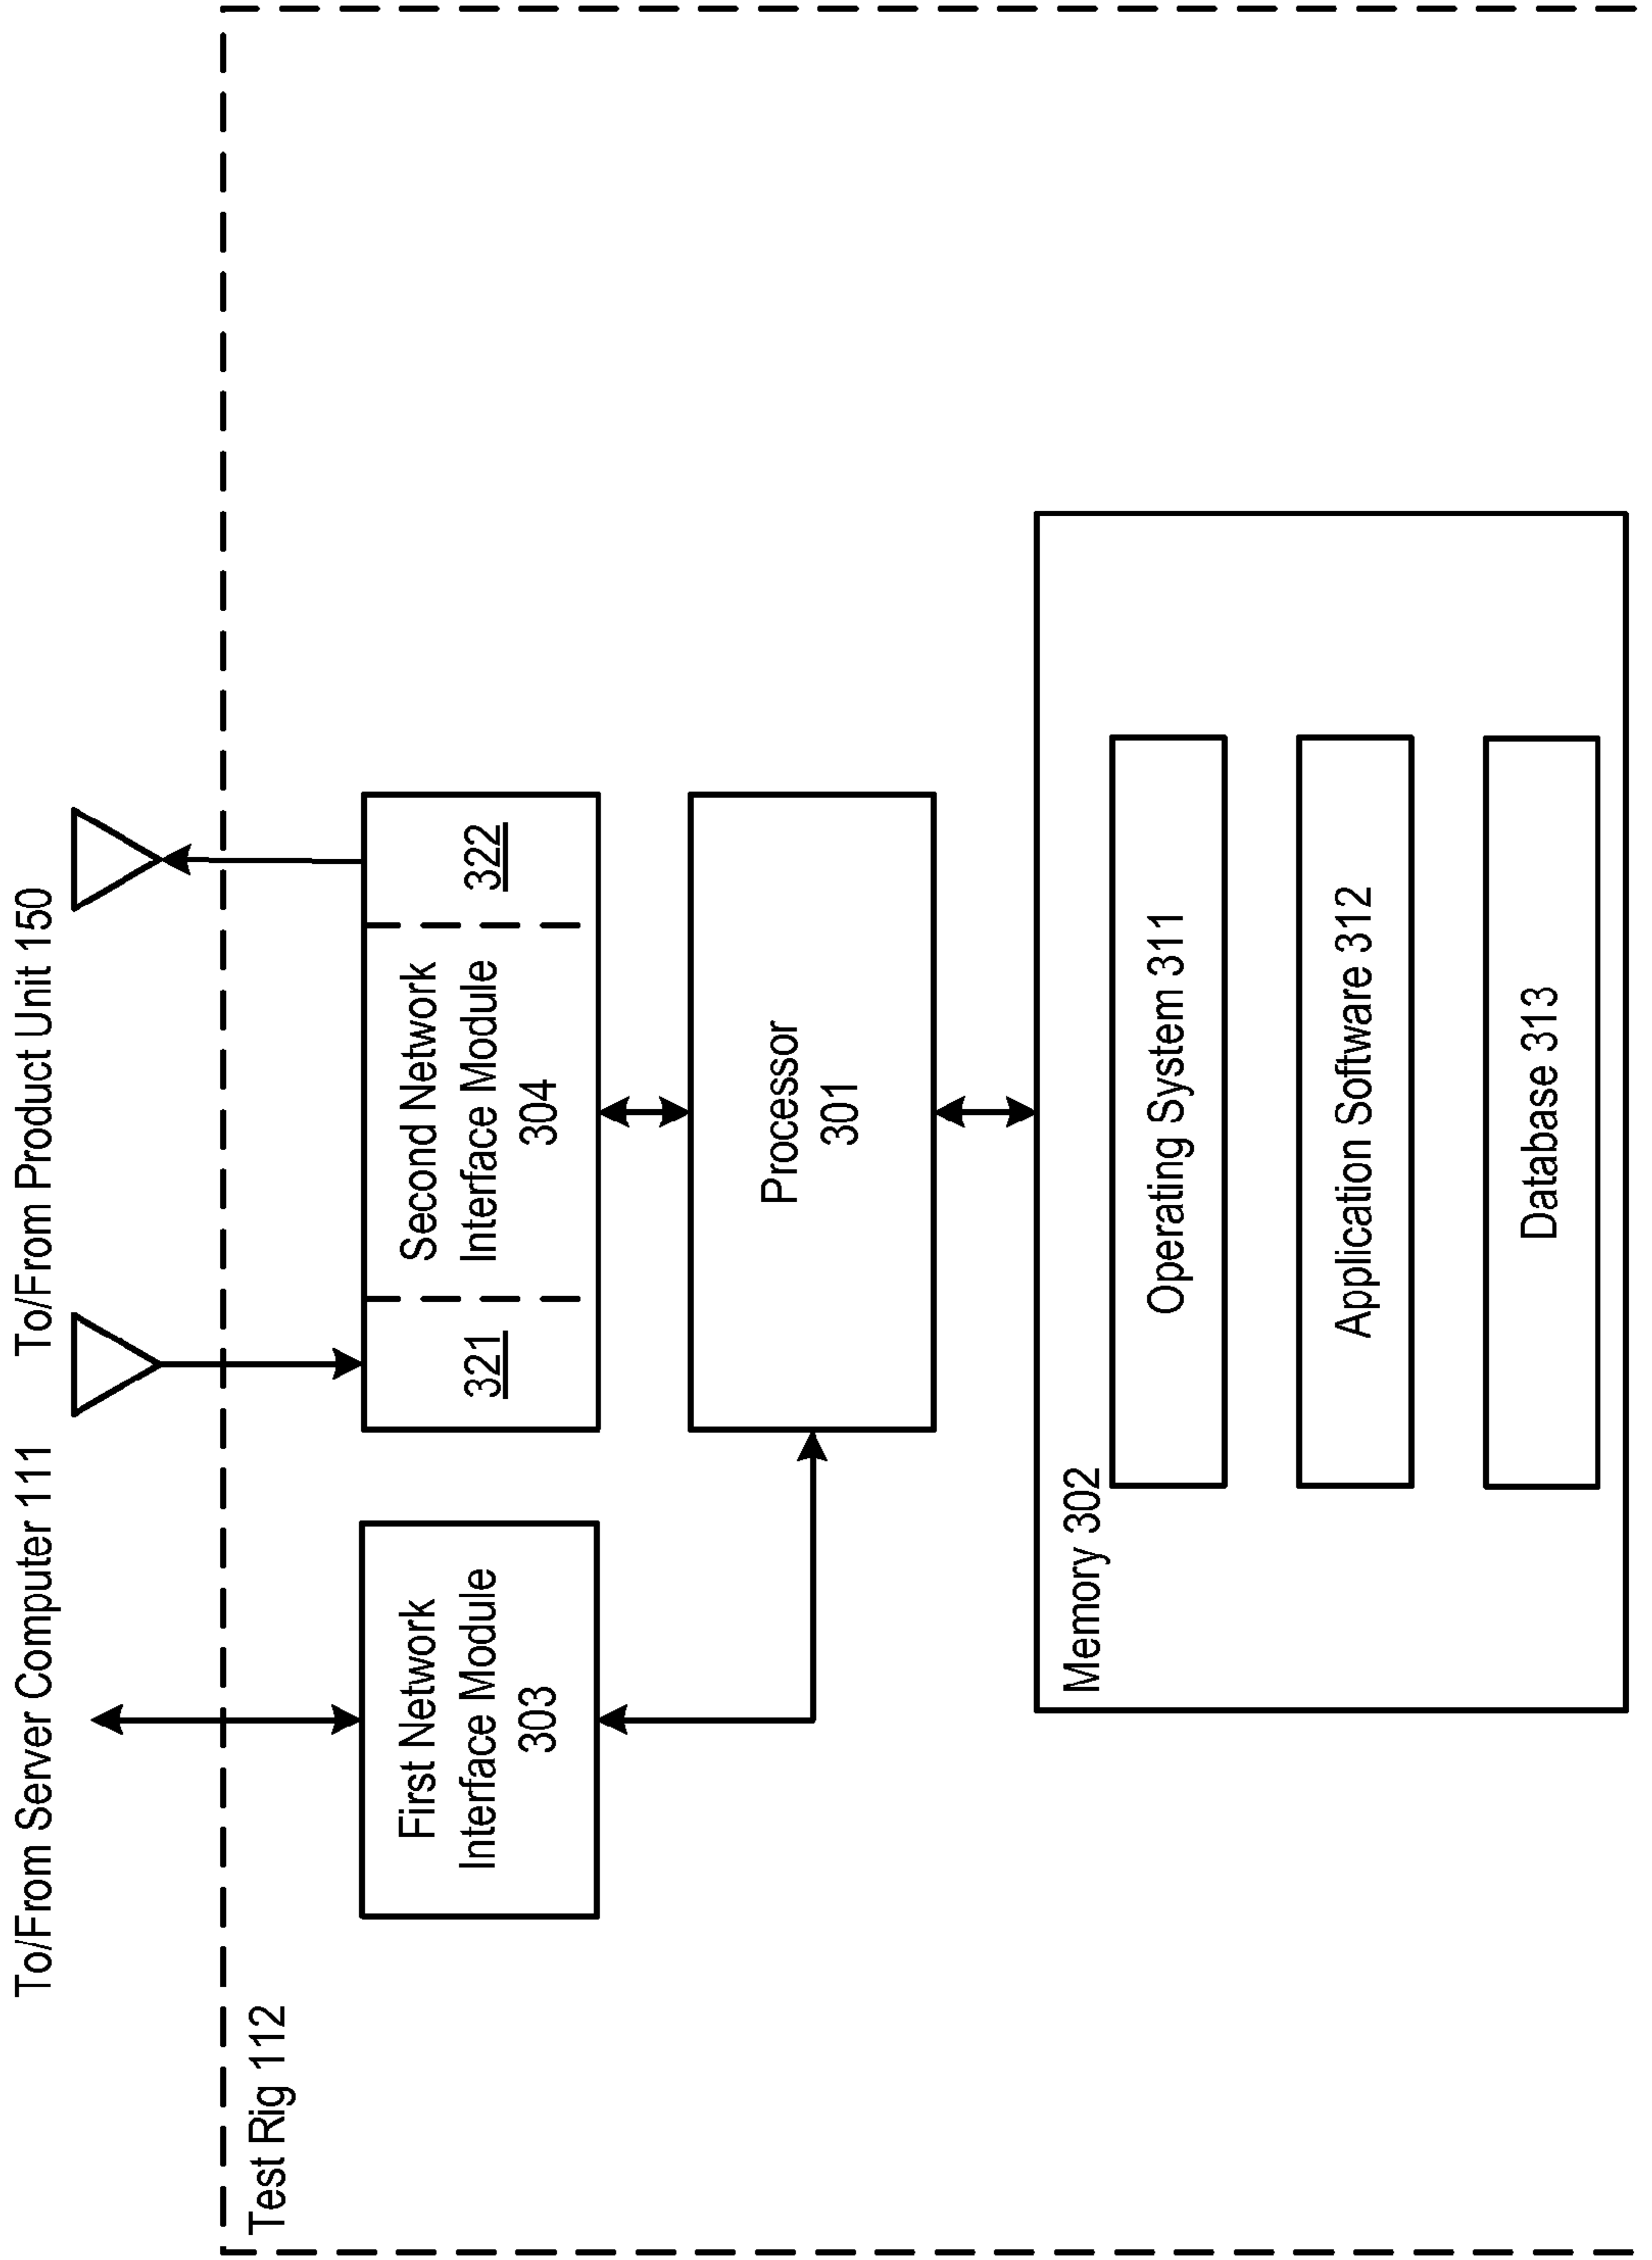 To/From Server Computer 111
To/From Product Unit 150
Test Rig 112
First Network
Interface Module
303
321
Second Network
Interface Module
304
322
Processor
301
Memory 302
Operating System 311
Application Software 312
Database 313